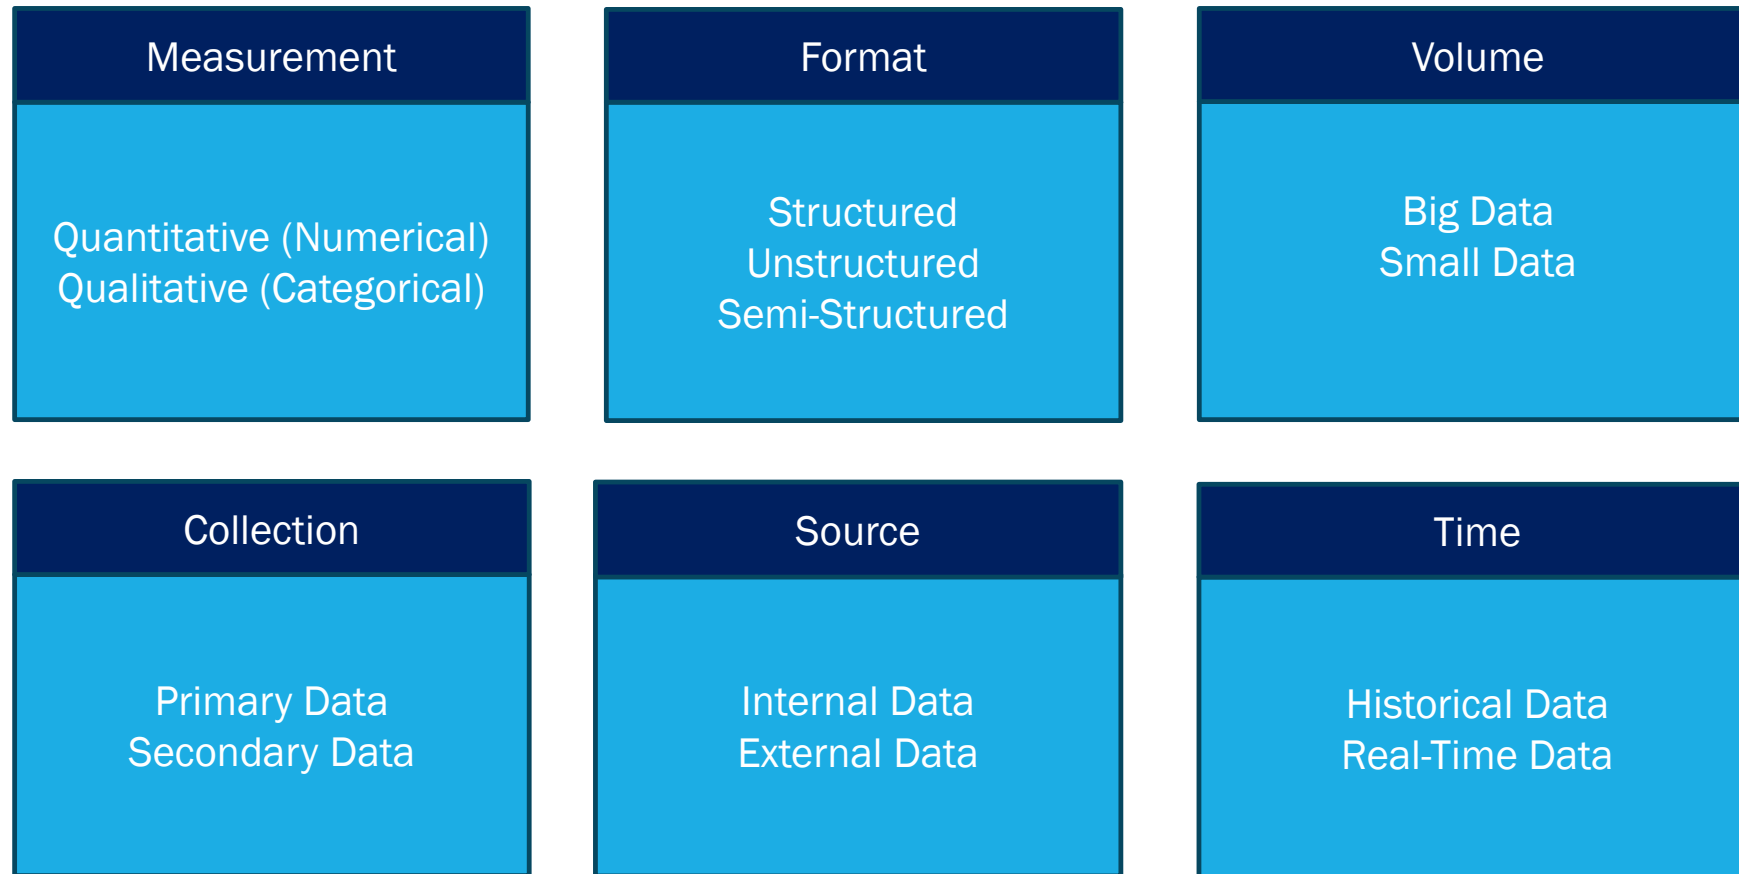 Measurement
Quantitative (Numerical)
Qualitative (Categorical)
Format
Structured
Unstructured
Semi-Structured
Volume
Big Data
Small Data
Collection
Primary Data
Secondary Data
Source
Internal Data
External Data
Time
Historical Data
Real-Time Data